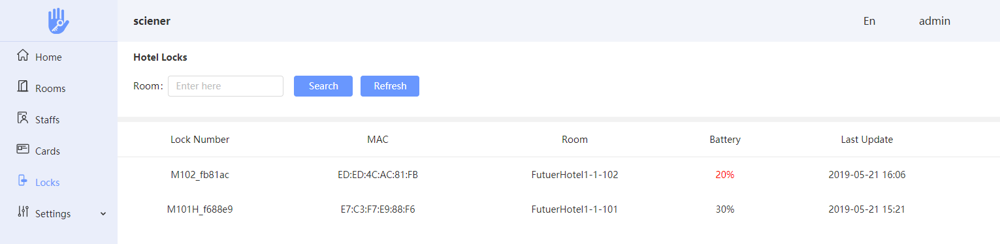 sciener En admin
Home
Rooms
Staffs
Cards
Locks
Settings
Hotel Locks
Room: Enter here Search Refresh
Lock Number MAC Room Battery Last Update
M102_fb81ac ED:ED:4C:AC:81:FB FutuerHotel1-1-102 20% 2019-05-21 16:06
M101H_f688e9 E7:C3:F7:E9:88:F6 FutuerHotel1-1-101 30% 2019-05-21 15:21